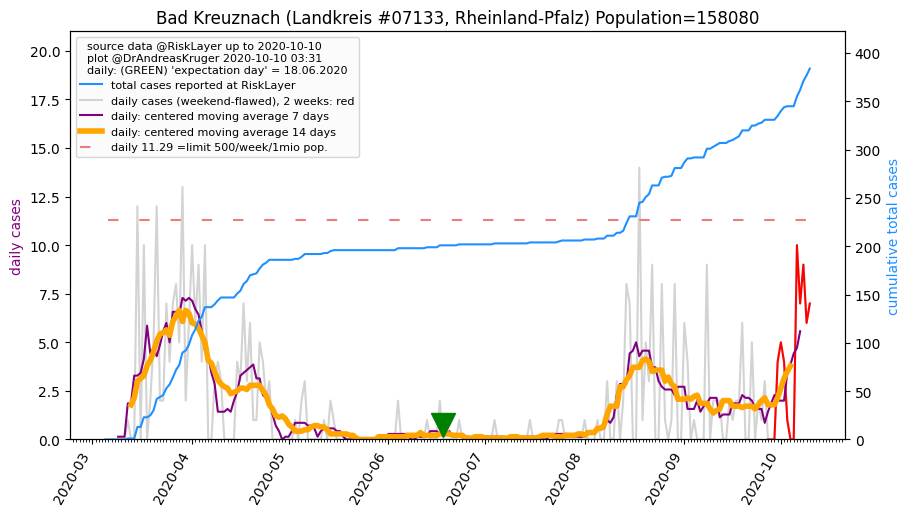 Bad Kreuznach (Landkreis #07133, Rheinland-Pfalz) Population=158080
source data @RiskLayer up to 2020-10-10
plot @DrAndreasKruger 2020-10-10 03:31
daily: (GREEN) 'expectation day' = 18.06.2020
total cases reported at RiskLayer
daily cases (weekend-flawed), 2 weeks: red
daily: centered moving average 7 days
daily: centered moving average 14 days
daily 11.29 =limit 500/week/1mio pop.
daily cases
20.0
17.5
15.0
12.5
10.0
7.5
5.0
2.5
0.0
cumulative total cases
400
350
300
250
200
150
100
50
0
2020-03
2020-04
2020-05
2020-06
2020-07
2020-08
2020-09
2020-10